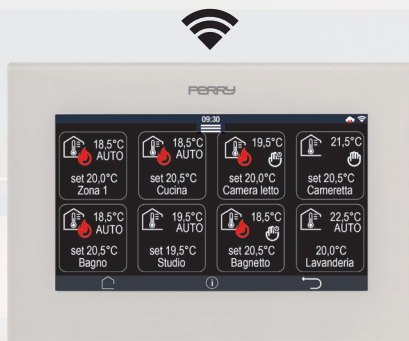 PERRY
09:30
18,5°C
AUTO
set 20,0°C
Zona 1
18,5°C
AUTO
set 20,5°C
Cucina
19,5°C
set 20,0°C
Camera letto
21,5°C
set 20,5°C
Cameretta
18,5°C
AUTO
set 20,5°C
Bagno
19,5°C
AUTO
set 19,5°C
Studio
18,5°C
set 20,5°C
Bagnetto
22,5°C
AUTO
20,0°C
Lavanderia